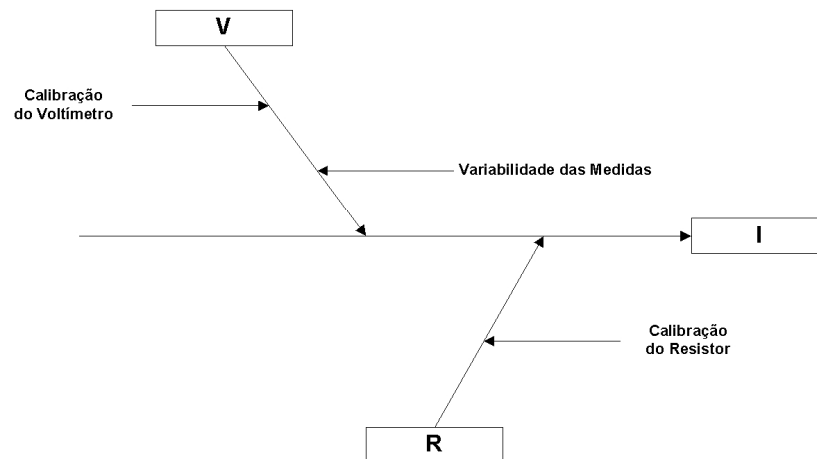 V
Calibração
do Voltímetro
Variabilidade das Medidas
I
Calibração
do Resistor
R